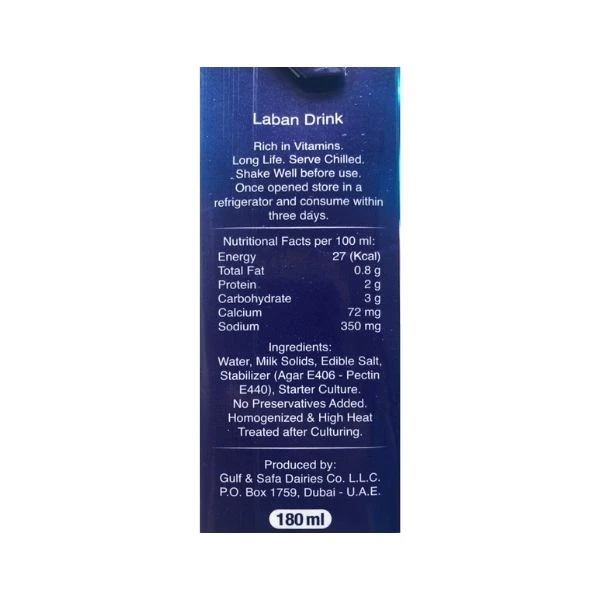 Laban Drink
Rich in Vitamins.
Long Life. Serve Chilled.
Shake Well before use.
Once opened store in a
refrigerator and consume within
three days.
Nutritional Facts per 100 ml:
Energy 27 (Kcal)
Total Fat 0.8 g
Protein 2 g
Carbohydrate 3 g
Calcium 72 mg
Sodium 350 mg
Ingredients:
Water, Milk Solids, Edible Salt,
Stabilizer (Agar E406 - Pectin
E440), Starter Culture.
No Preservatives Added.
Homogenized & High Heat
Treated after Culturing.
Produced by:
Gulf & Safa Dairies Co. L.L.C.
P.O. Box 1759, Dubai - U.A.E.
180 ml